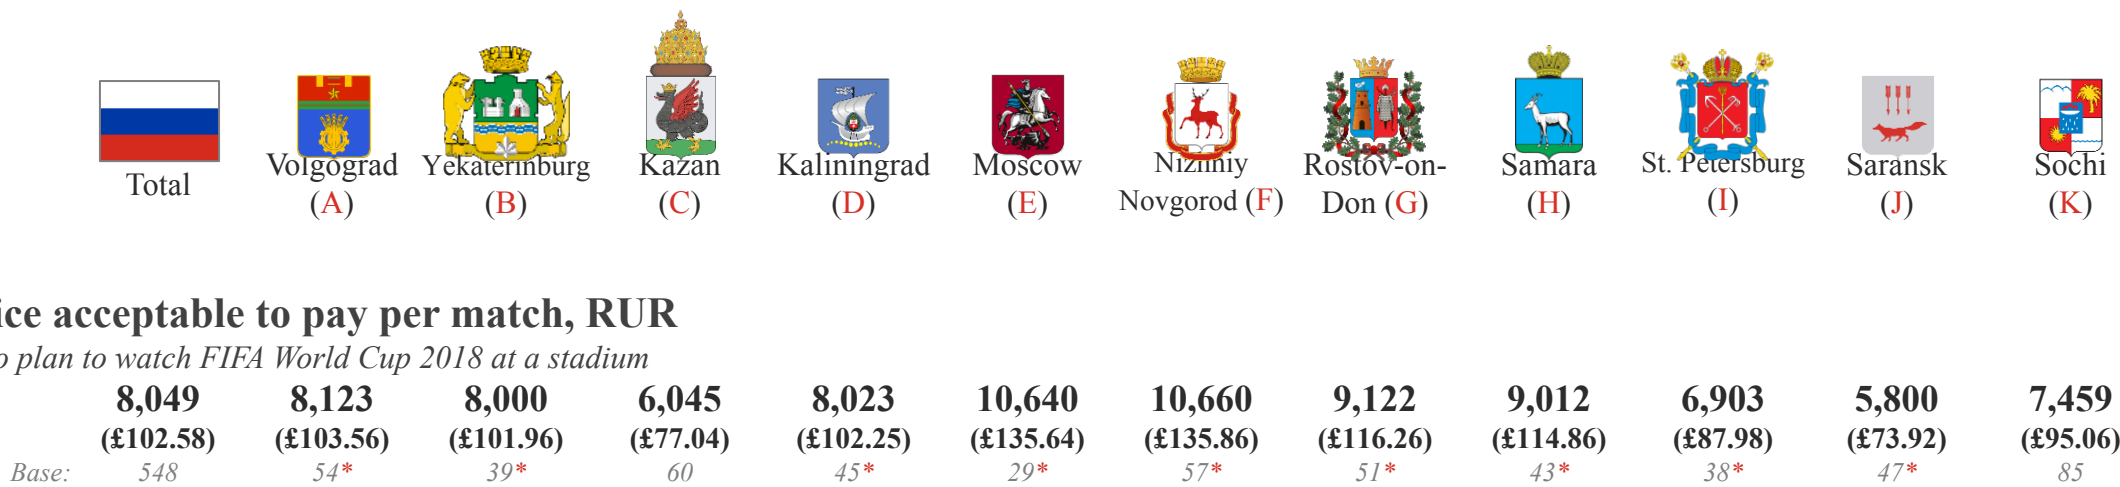 Total
Volgograd (A)
Yekaterinburg (B)
Kazan (C)
Kaliningrad (D)
Moscow (E)
Nizhniy Novgorod (F)
Rostov-on-Don (G)
Samara (H)
St. Petersburg (I)
Saransk (J)
Sochi (K)
ice acceptable to pay per match, RUR
o plan to watch FIFA World Cup 2018 at a stadium
8,049 8,123 8,000 6,045 8,023 10,640 10,660 9,122 9,012 6,903 5,800 7,459
(£102.58) (£103.56) (£101.96) (£77.04) (£102.25) (£135.64) (£135.86) (£116.26) (£114.86) (£87.98) (£73.92) (£95.06)
Base: 548 54* 39* 60 45* 29* 57* 51* 43* 38* 47* 85